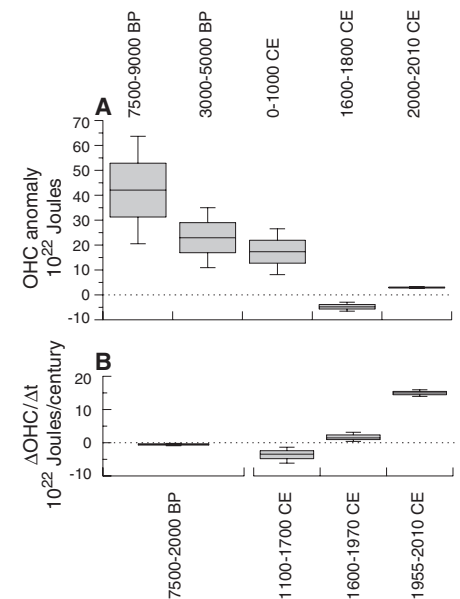 7500-9000 BP
3000-5000 BP
0-1000 CE
1600-1800 CE
2000-2010 CE
A
OHC anomaly
10²² Joules
70
60
50
40
30
20
10
0
-10
B
ΔOHC/Δt
10²² Joules/century
20
10
0
-10
7500-2000 BP
1100-1700 CE
1600-1970 CE
1955-2010 CE